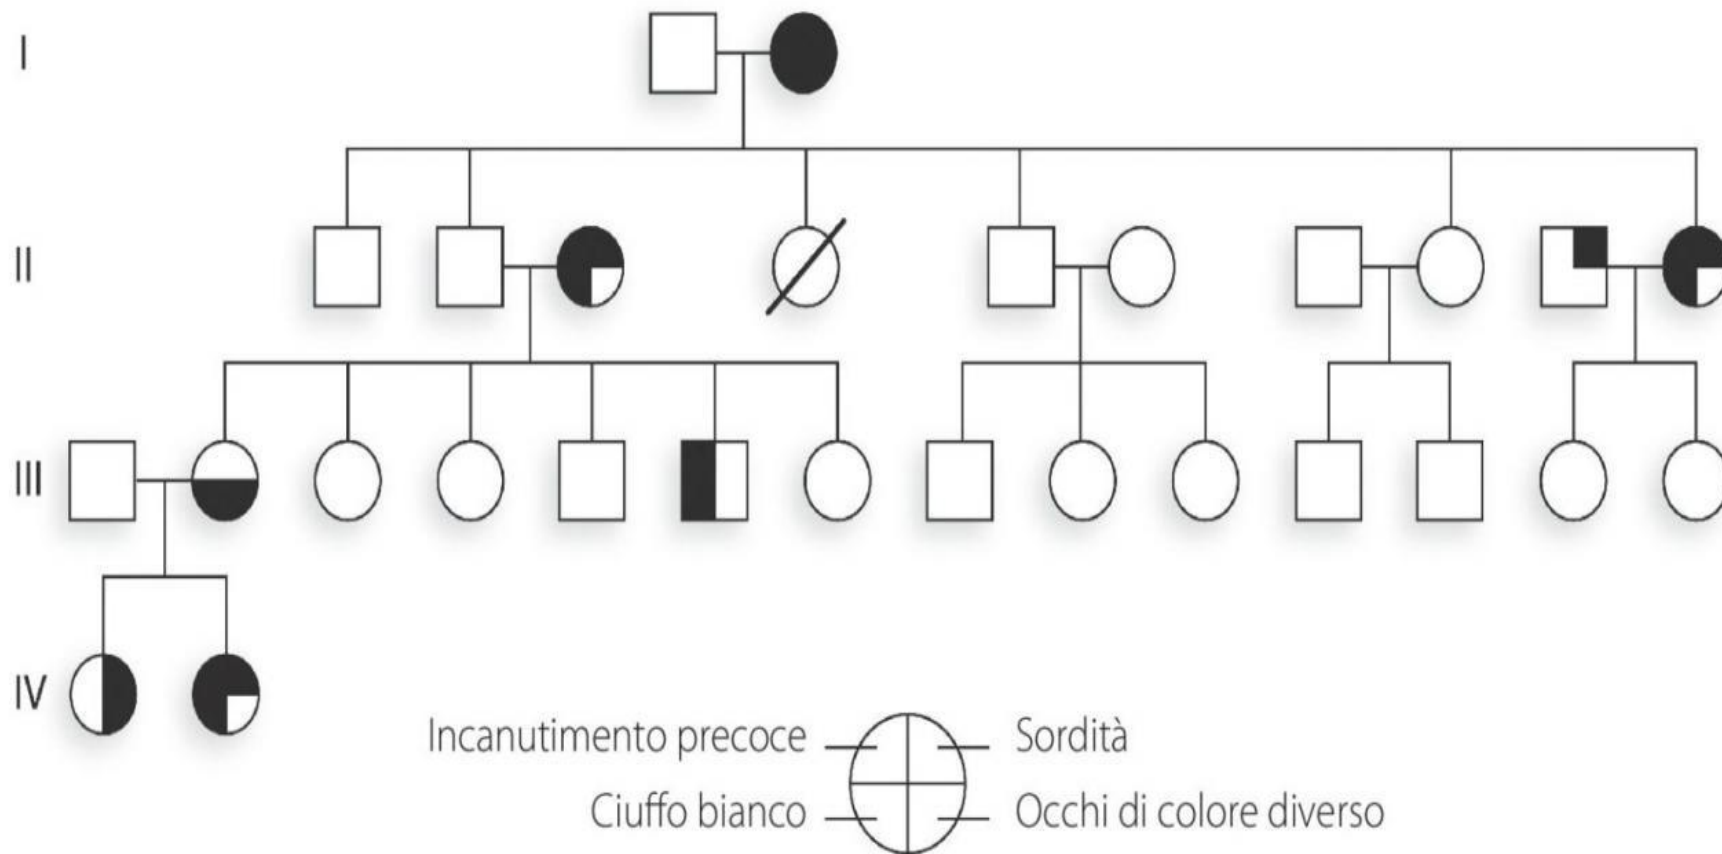 I
II
III
IV
Incanutimento precoce
Sordità
Ciuffo bianco
Occhi di colore diverso